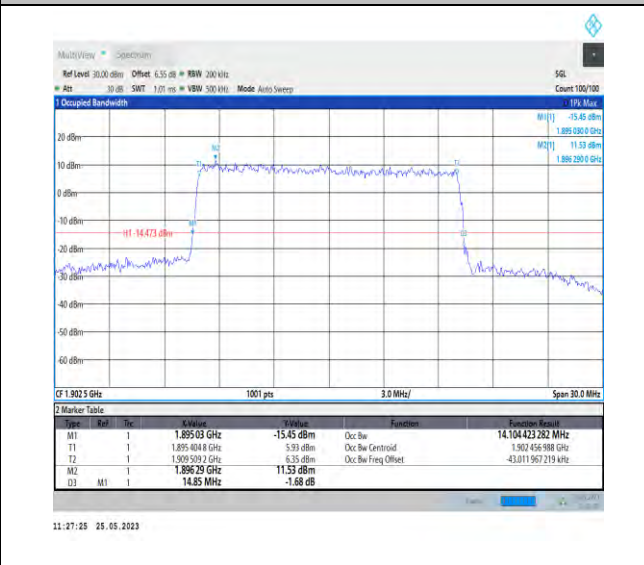 MultiView Spectrum
Ref Level 30.00 dBm Offset 6.55 dB RBW 200 kHz SGL
Att 30 dB SWT 1.01 ms VBW 500 kHz Mode Auto Sweep Count 100/100
1 Occupied Bandwidth 1Pk Max
M1[1] -15.45 dBm
1.895 030 0 GHz
M2[1] 11.53 dBm
1.896 290 0 GHz
20 dBm
M2
T1 T2
10 dBm
0 dBm
-10 dBm
M1
H1 -14.473 dBm
D3
-20 dBm
-30 dBm
-40 dBm
-50 dBm
-60 dBm
CF 1.902 5 GHz 1001 pts 3.0 MHz/ Span 30.0 MHz
2 Marker Table
Type Ref Trc X-Value Y-Value Function Function Result
M1 1 1.895 03 GHz -15.45 dBm Occ Bw 14.104 423 282 MHz
T1 1 1.895 404 8 GHz 5.93 dBm Occ Bw Centroid 1.902 456 988 GHz
T2 1 1.909 509 2 GHz 6.35 dBm Occ Bw Freq Offset -43.011 967 219 kHz
M2 1 1.896 29 GHz 11.53 dBm
D3 M1 1 14.85 MHz -1.68 dB
11:27:25 25.05.2023